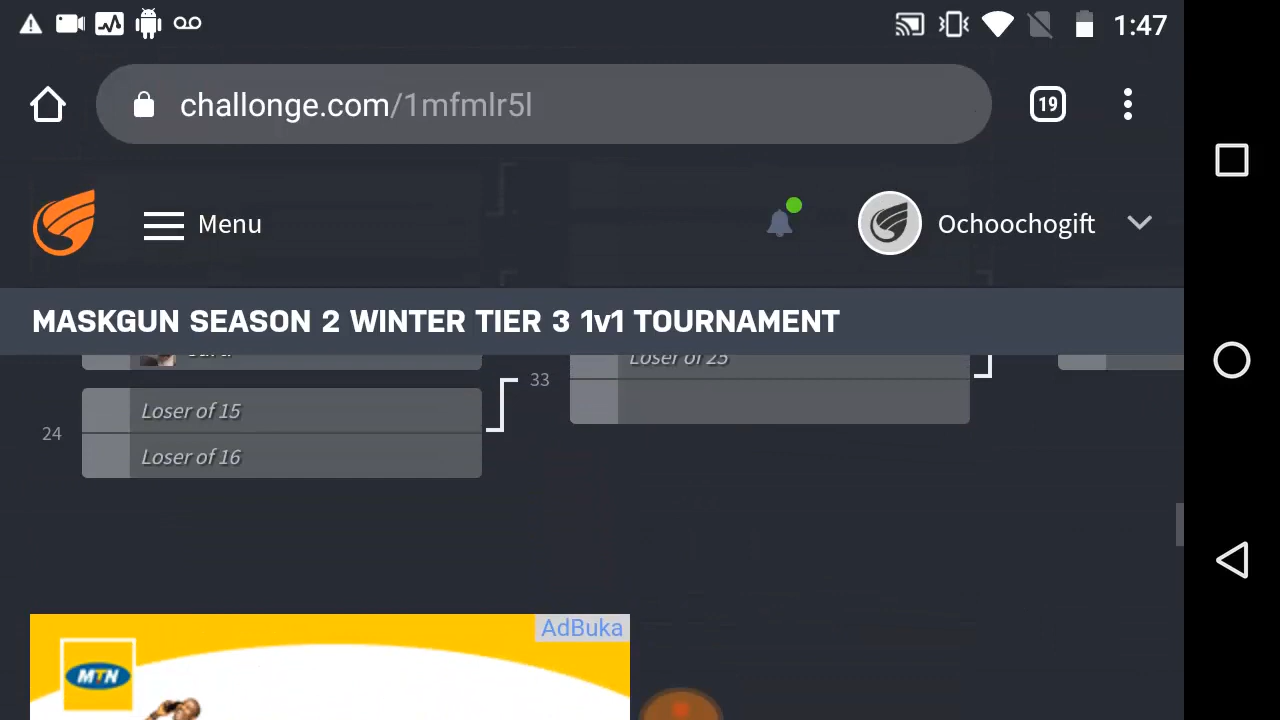 1:47
challonge.com/1mfmlr5l
19
Menu
Ochoochogift
MASKGUN SEASON 2 WINTER TIER 3 1v1 TOURNAMENT
Loser of 25
33
24
Loser of 15
Loser of 16
AdBuka
MTN